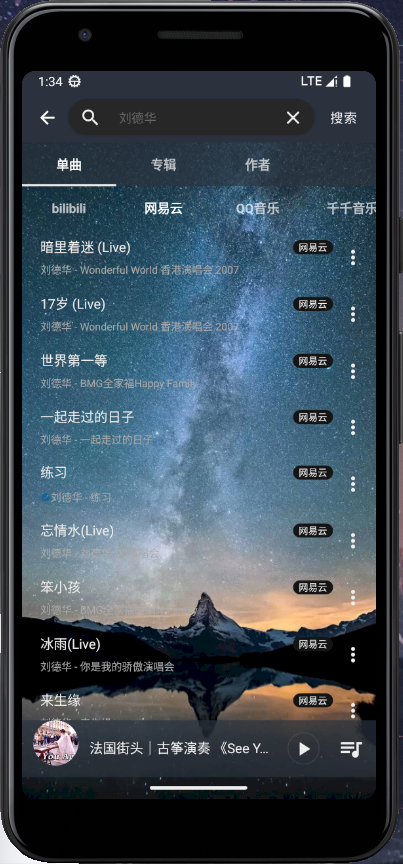 1:34 LTE
刘德华 搜索
单曲 专辑 作者
bilibili 网易云 QQ音乐 千千音乐
暗里着迷 (Live) 网易云
刘德华 - Wonderful World 香港演唱会 2007
17岁 (Live) 网易云
刘德华 - Wonderful World 香港演唱会 2007
世界第一等 网易云
刘德华 - BMG全家福Happy Family
一起走过的日子 网易云
刘德华 - 一起走过的日子
练习 网易云
刘德华 - 练习
忘情水(Live) 网易云
刘德华 -
笨小孩 网易云
刘德华 - BMG
冰雨(Live) 网易云
刘德华 - 你是我的骄傲演唱会
来生缘 网易云
法国街头｜古筝演奏 《See Y...